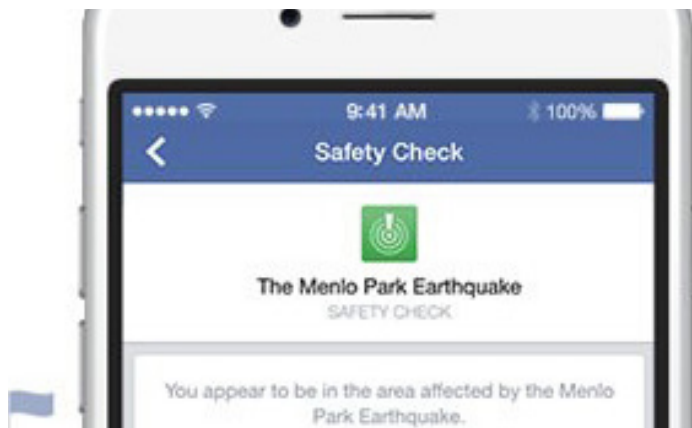 9:41 AM 100%
Safety Check
The Menlo Park Earthquake
SAFETY CHECK
You appear to be in the area affected by the Menlo
Park Earthquake.